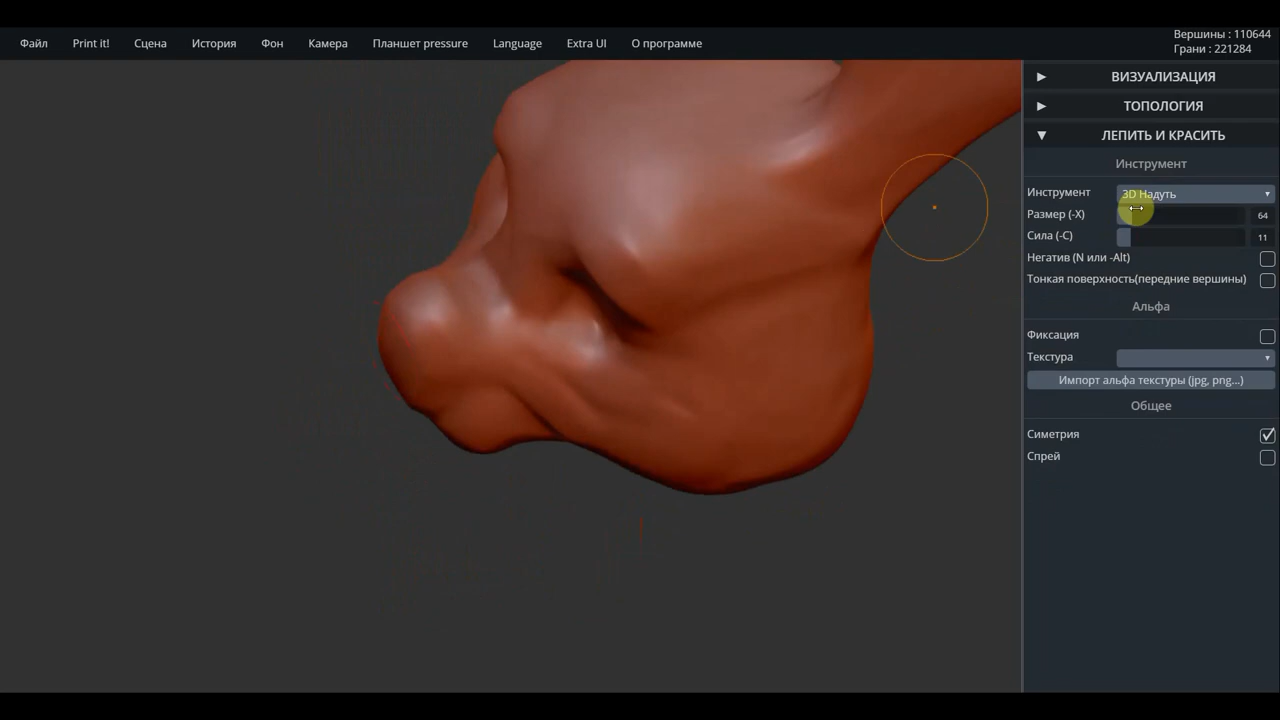 Файл Print it! Сцена История Фон Камера Планшет pressure Language Extra UI О программе
Вершины : 110644
Грани : 221284
ВИЗУАЛИЗАЦИЯ
ТОПОЛОГИЯ
ЛЕПИТЬ И КРАСИТЬ
Инструмент
Инструмент 3D Надуть
Размер (-X) 64
Сила (-C) 11
Негатив (N или -Alt)
Тонкая поверхность(передние вершины)
Альфа
Фиксация
Текстура
Импорт альфа текстуры (jpg, png...)
Общее
Симетрия
Спрей